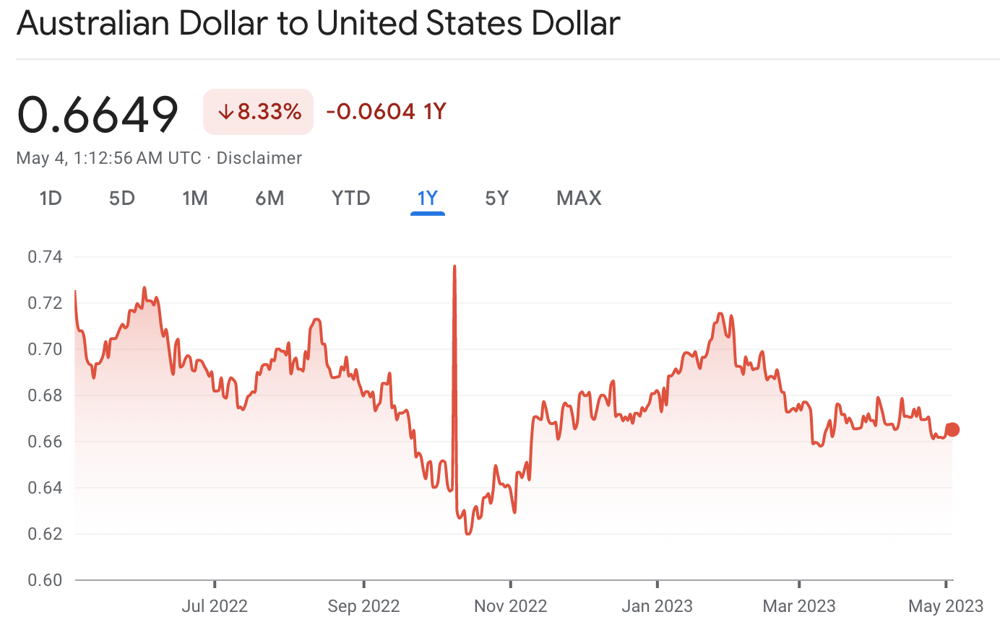 Australian Dollar to United States Dollar
0.6649 ↓8.33% -0.0604 1Y
May 4, 1:12:56 AM UTC · Disclaimer
1D 5D 1M 6M YTD 1Y 5Y MAX
0.74
0.72
0.70
0.68
0.66
0.64
0.62
0.60
Jul 2022 Sep 2022 Nov 2022 Jan 2023 Mar 2023 May 2023